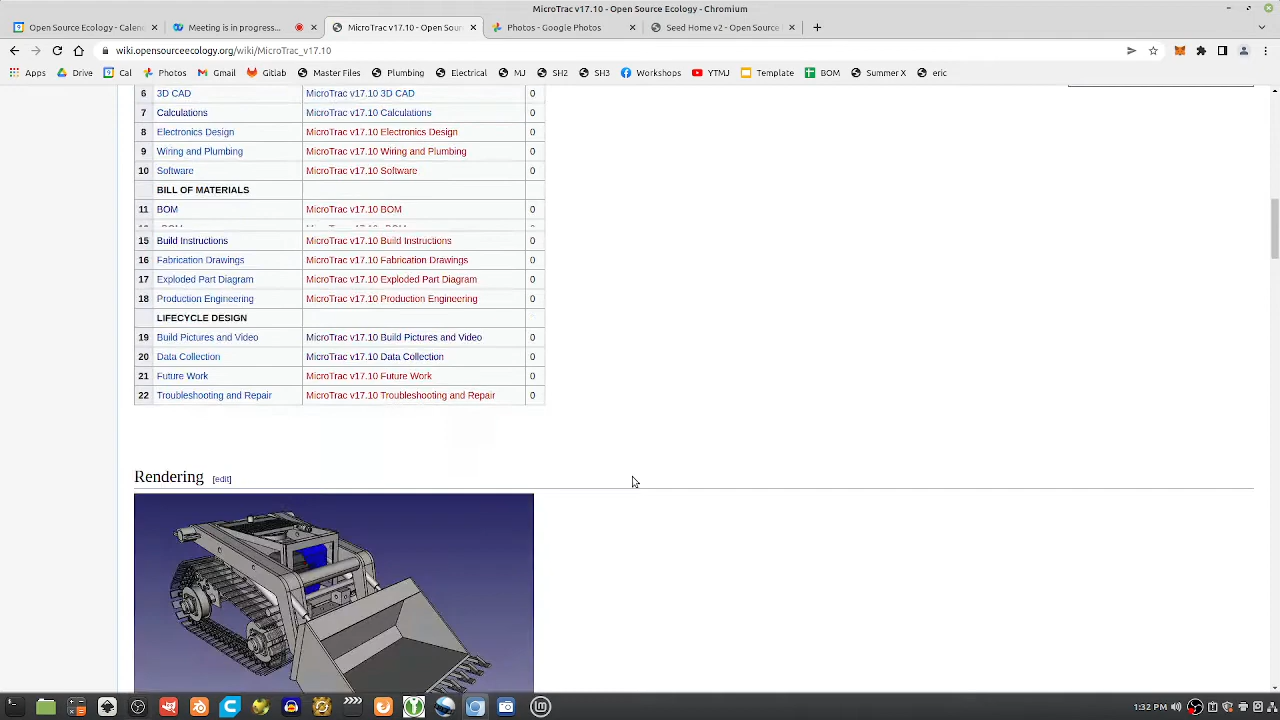 MicroTrac v17.10 - Open Source Ecology - Chromium
Open Source Ecology - Calen
Meeting is in progress...
MicroTrac v17.10 - Open Sour
Photos - Google Photos
Seed Home v2 - Open Source
wiki.opensourceecology.org/wiki/MicroTrac_v17.10
Apps Drive Cal Photos Gmail Gitlab Master Files Plumbing Electrical MJ SH2 SH3 Workshops YTMJ Template BOM Summer X eric
6 3D CAD MicroTrac v17.10 3D CAD 0
7 Calculations MicroTrac v17.10 Calculations 0
8 Electronics Design MicroTrac v17.10 Electronics Design 0
9 Wiring and Plumbing MicroTrac v17.10 Wiring and Plumbing 0
10 Software MicroTrac v17.10 Software 0
BILL OF MATERIALS
11 BOM MicroTrac v17.10 BOM 0
15 Build Instructions MicroTrac v17.10 Build Instructions 0
16 Fabrication Drawings MicroTrac v17.10 Fabrication Drawings 0
17 Exploded Part Diagram MicroTrac v17.10 Exploded Part Diagram 0
18 Production Engineering MicroTrac v17.10 Production Engineering 0
LIFECYCLE DESIGN
19 Build Pictures and Video MicroTrac v17.10 Build Pictures and Video 0
20 Data Collection MicroTrac v17.10 Data Collection 0
21 Future Work MicroTrac v17.10 Future Work 0
22 Troubleshooting and Repair MicroTrac v17.10 Troubleshooting and Repair 0
Rendering [edit]
1:32 PM